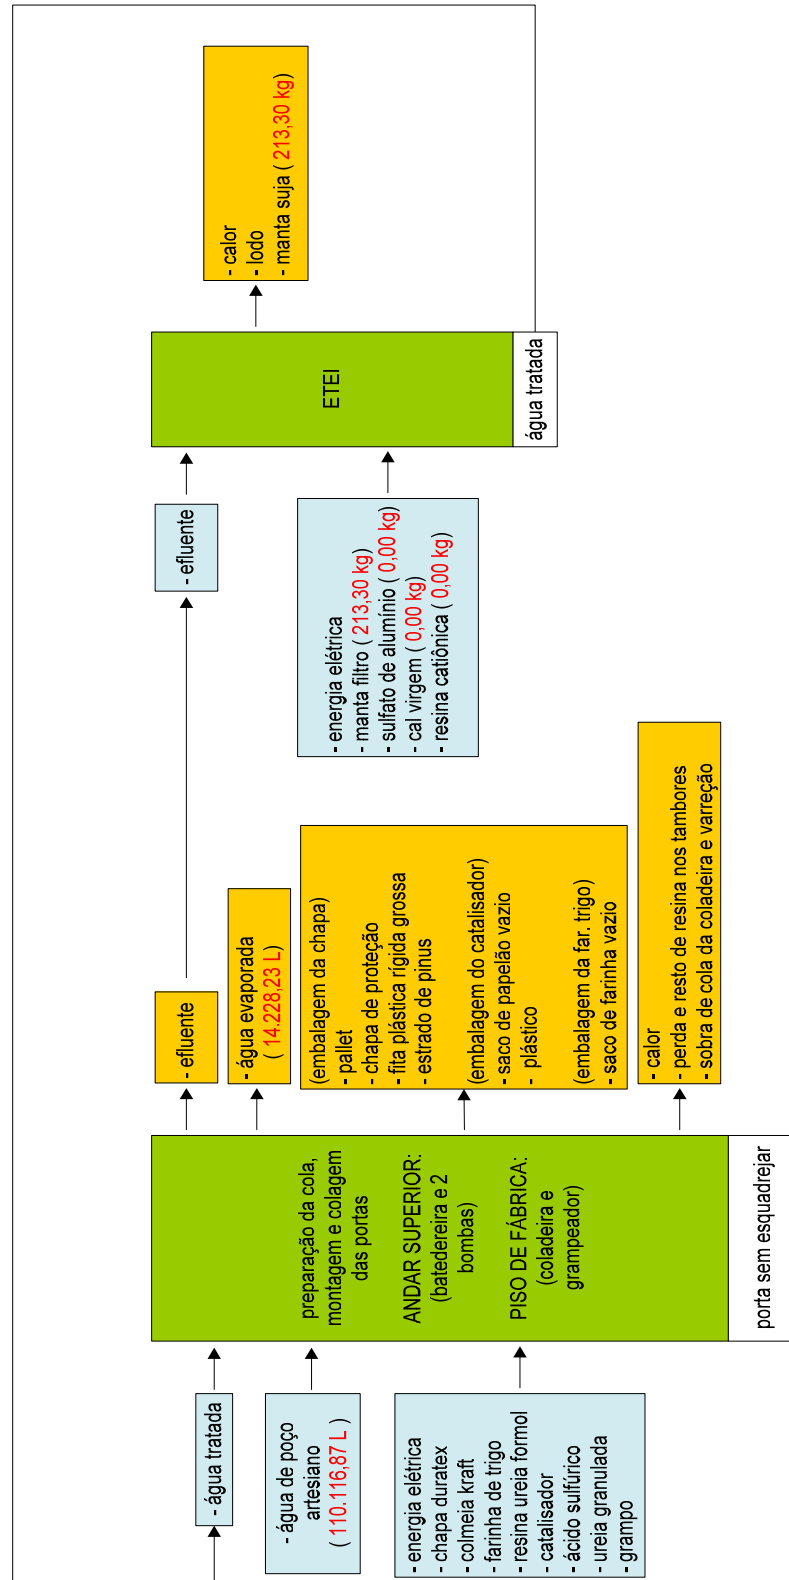 - água tratada
- água de poço
artesiano
( 110.116,87 L )
- energia elétrica
- chapa duratex
- colmeia kraft
- farinha de trigo
- resina ureia formol
- catalisador
- ácido sulfúrico
- ureia granulada
- grampo
preparação da cola,
montagem e colagem
das portas
ANDAR SUPERIOR:
(batedereira e 2
bombas)
PISO DE FÁBRICA:
(coladeira e
grampeador)
porta sem esquadrejar
- efluente
- água evaporada
( 14.228,23 L)
(embalagem da chapa)
- pallet
- chapa de proteção
- fita plástica rígida grossa
- estrado de pinus
(embalagem do catalisador)
- saco de papelão vazio
- plástico
(embalagem da far. trigo)
- saco de farinha vazio
- calor
- perda e resto de resina nos tambores
- sobra de cola da coladeira e varreção
- efluente
- energia elétrica
- manta filtro ( 213,30 kg)
- sulfato de alumínio ( 0,00 kg)
- cal virgem ( 0,00 kg)
- resina catiônica ( 0,00 kg)
ETEI
água tratada
- calor
- lodo
- manta suja ( 213,30 kg)